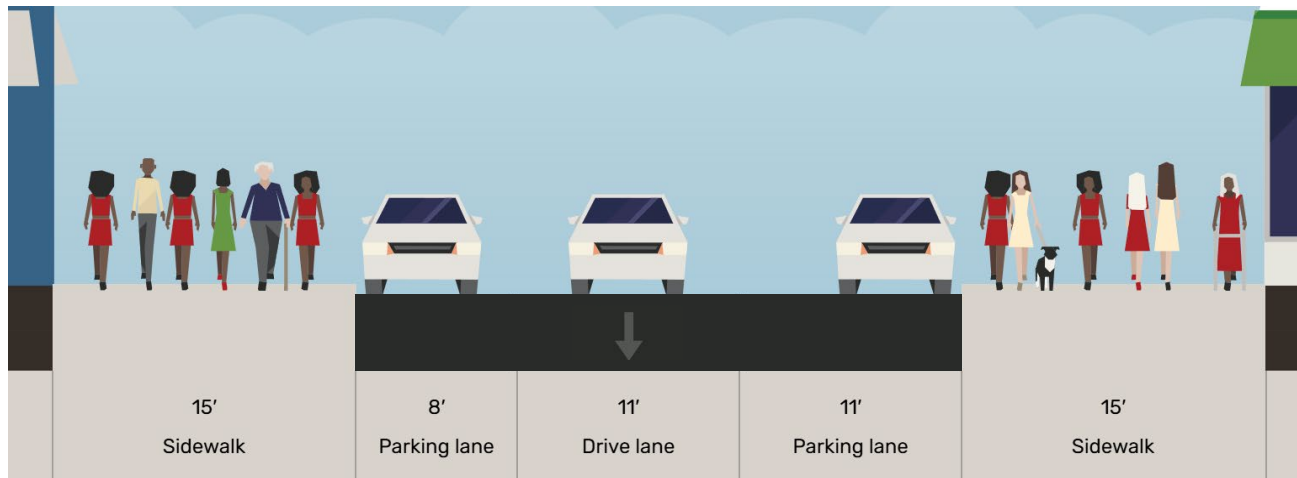 15′ 8′ 11′ 11′ 15′
Sidewalk Parking lane Drive lane Parking lane Sidewalk